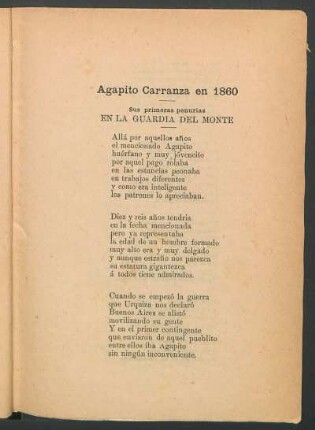 Agapito Carranza en 1860
Sus primeras penurias
EN LA GUARDIA DEL MONTE
Allá por aquellos años
el mencionado Agapito
huérfano y muy jóvencito
por aquel pago rolaba
en las estancias peonaba
en trabajos diferentes
y como era inteligente
los patrones lo apreciaban.
Diez y seis años tendría
en la fecha mencionada
pero ya representaba
la edad de un hombre formado
muy alto era y muy delgado
y aunque estraño nos parezca
su estatura gigantezca
á todos tiene admirados.
Cuando se empezó la guerra
que Urquiza nos declaró
Buenos Aires se alistó
movilizando su gente
Y en el primer contingente
que enviaron de aquel pueblito
entre ellos iba Agapito
sin ningún inconveniente.